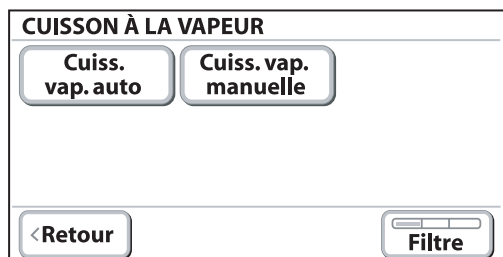 CUISSON À LA VAPEUR
Cuiss.
vap. auto
Cuiss. vap.
manuelle
<Retour
Filtre